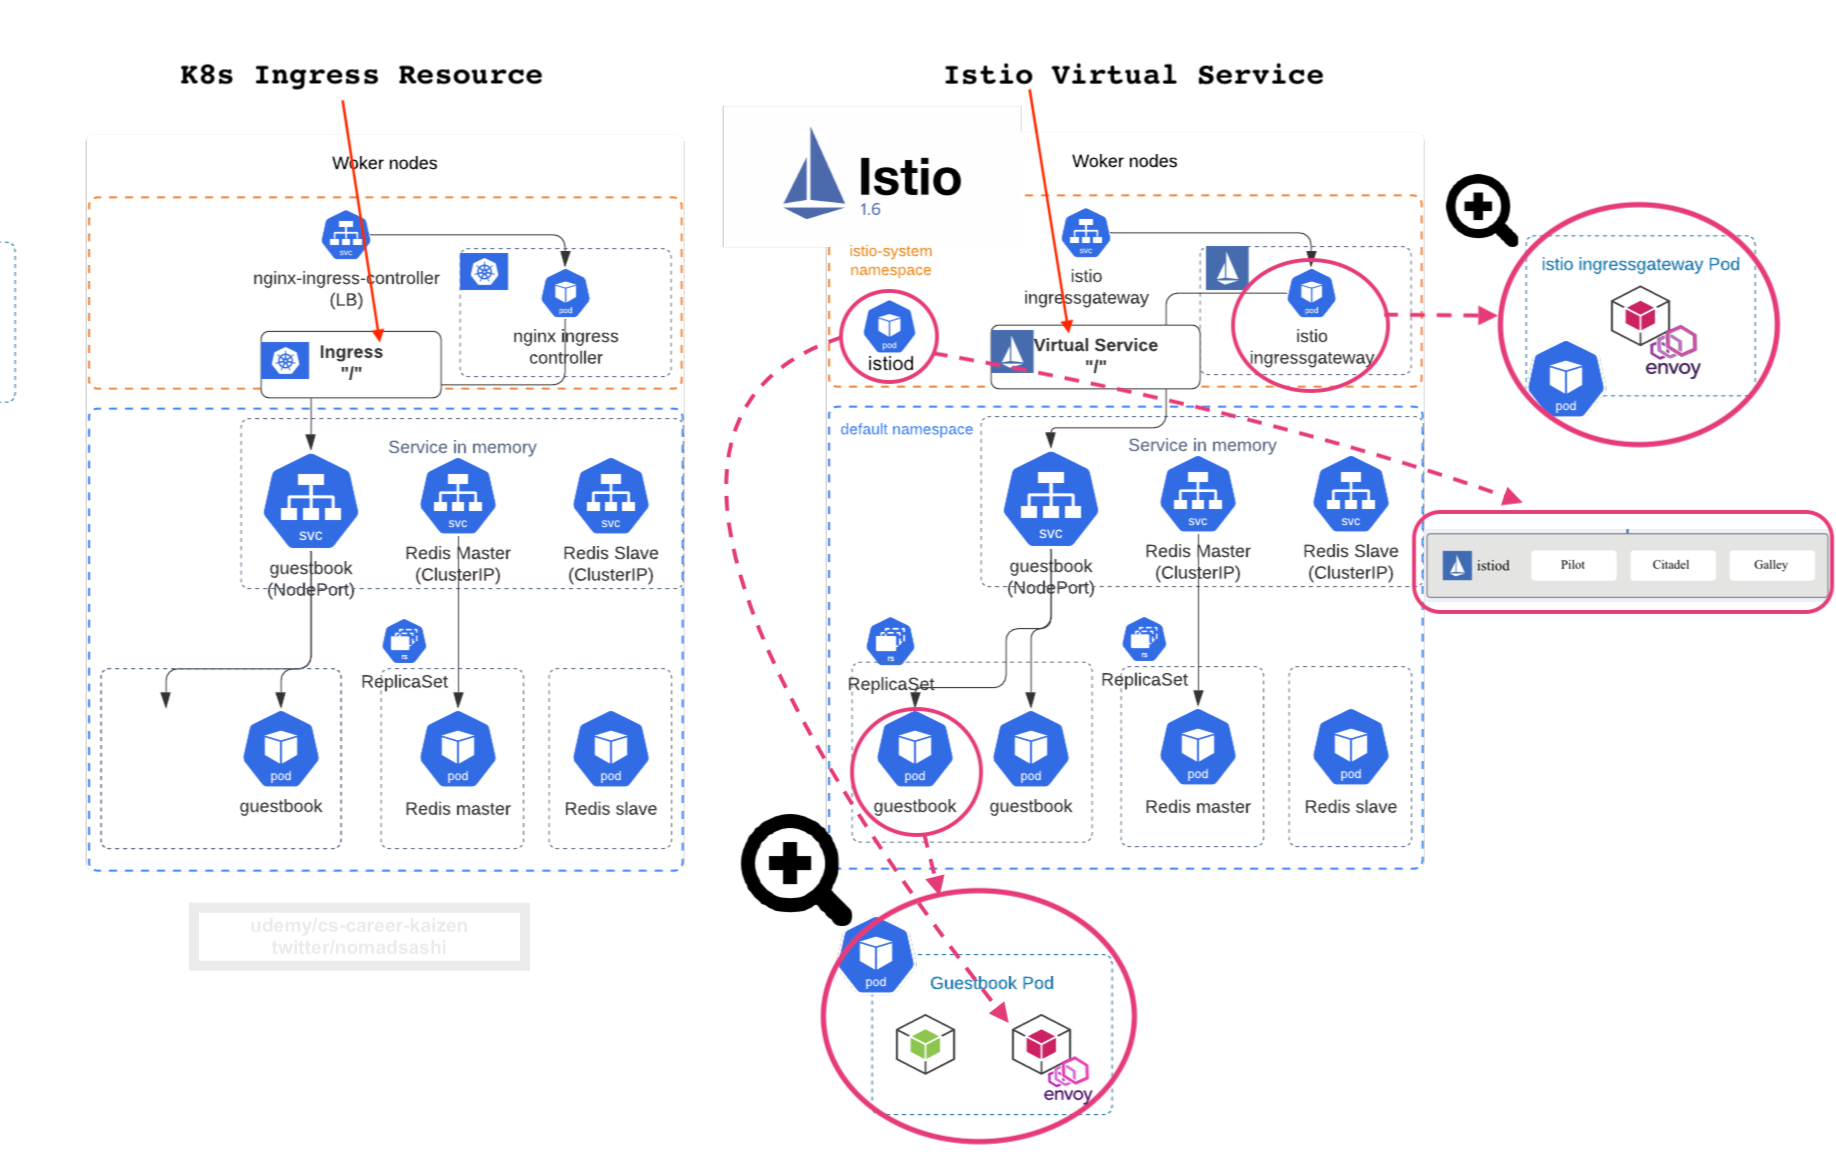 K8s Ingress Resource
Woker nodes
svc
nginx-ingress-controller
(LB)
pod
nginx ingress
controller
Ingress
"/"
Service in memory
svc
guestbook
(NodePort)
svc
Redis Master
(ClusterIP)
svc
Redis Slave
(ClusterIP)
rs
ReplicaSet
pod
guestbook
pod
Redis master
pod
Redis slave
udemy/cs-career-kaizen
twitter/nomadsashi
Istio Virtual Service
Istio
1.6
Woker nodes
istio-system
namespace
svc
istio
ingressgateway
pod
istio
ingressgateway
pod
istiod
Virtual Service
"/"
default namespace
Service in memory
svc
guestbook
(NodePort)
svc
Redis Master
(ClusterIP)
svc
Redis Slave
(ClusterIP)
rs
ReplicaSet
rs
ReplicaSet
pod
guestbook
pod
guestbook
pod
Redis master
pod
Redis slave
istio ingressgateway Pod
envoy
pod
istiod
Pilot
Citadel
Galley
pod
Guestbook Pod
envoy